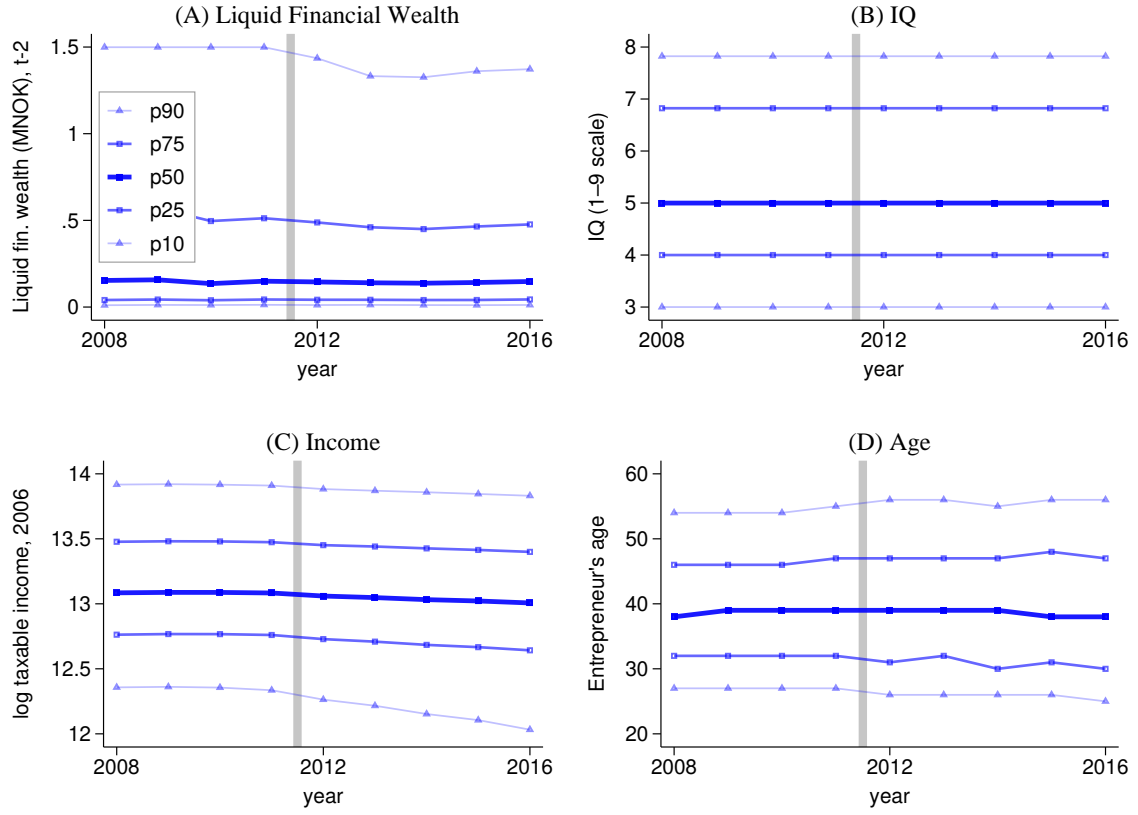 (A) Liquid Financial Wealth
Liquid fin. wealth (MNOK), t-2
1.5
1
.5
0
p90
p75
p50
p25
p10
2008
2012
2016
year
(B) IQ
IQ (1–9 scale)
8
7
6
5
4
3
2008
2012
2016
year
(C) Income
log taxable income, 2006
14
13.5
13
12.5
12
2008
2012
2016
year
(D) Age
Entrepreneur's age
60
50
40
30
20
2008
2012
2016
year